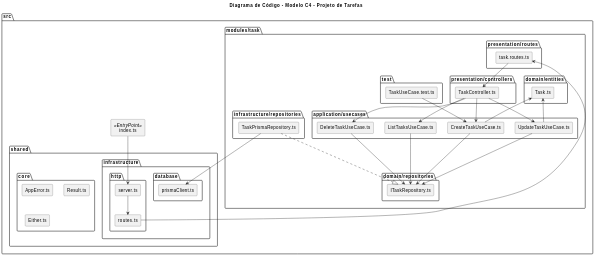 Diagrama de Código - Modelo C4 - Projeto de Tarefas
src
modules/task
presentation/routes
task.routes.ts
test
TaskUseCase.test.ts
presentation/controllers
TaskController.ts
domain/entities
Task.ts
«EntryPoint»
index.ts
infrastructure/repositories
TaskPrismaRepository.ts
application/usecases
DeleteTaskUseCase.ts
ListTasksUseCase.ts
CreateTaskUseCase.ts
UpdateTaskUseCase.ts
shared
infrastructure
core
AppError.ts
Result.ts
Either.ts
http
server.ts
routes.ts
database
prismaClient.ts
domain/repositories
ITaskRepository.ts